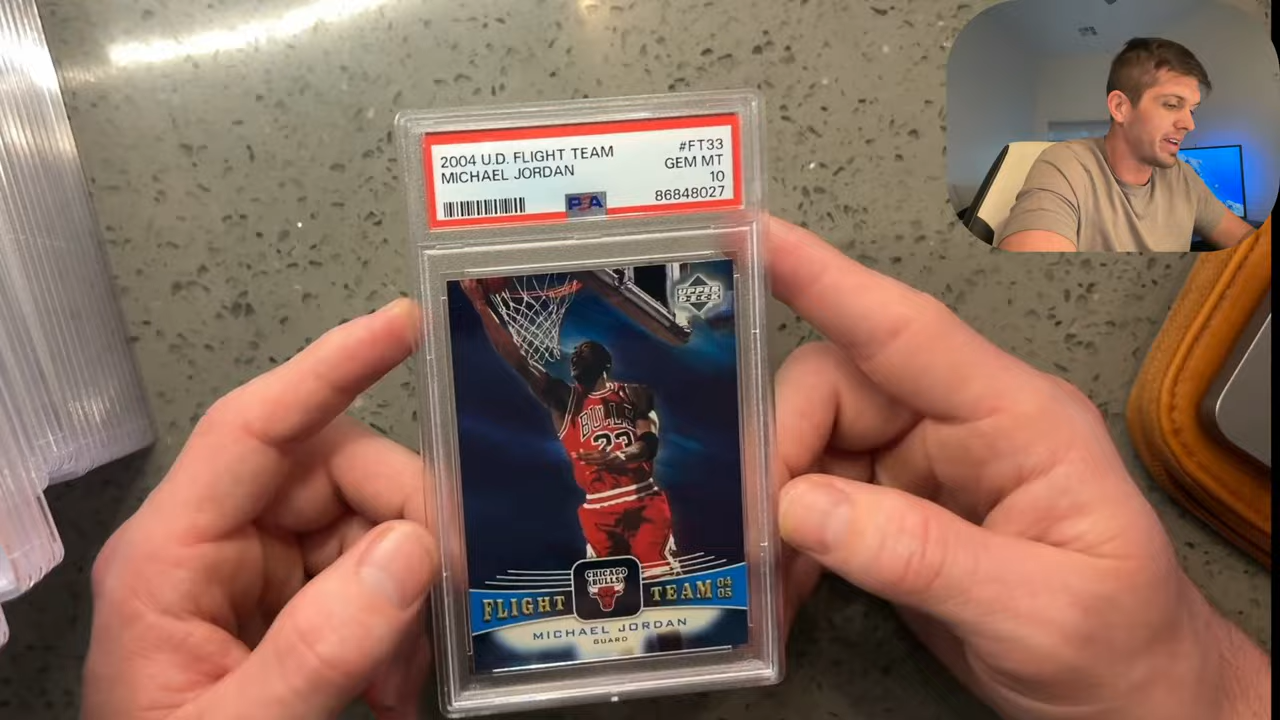 2004 U.D. FLIGHT TEAM #FT33
MICHAEL JORDAN GEM MT
10
PSA 86848027
UPPER
DECK
BULLS
23
CHICAGO
BULLS
FLIGHT TEAM 04
05
MICHAEL JORDAN
GUARD